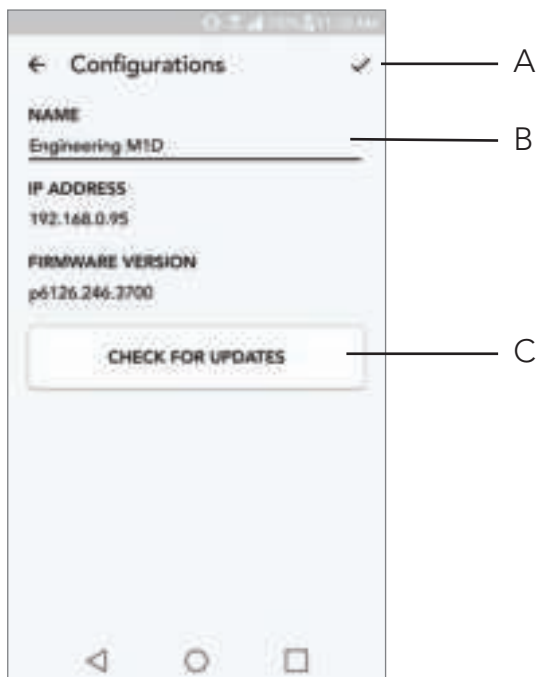 Configurations
A
NAME
Engineering M1D
B
IP ADDRESS
192.168.0.95
FIRMWARE VERSION
p6126.246.3700
CHECK FOR UPDATES
C